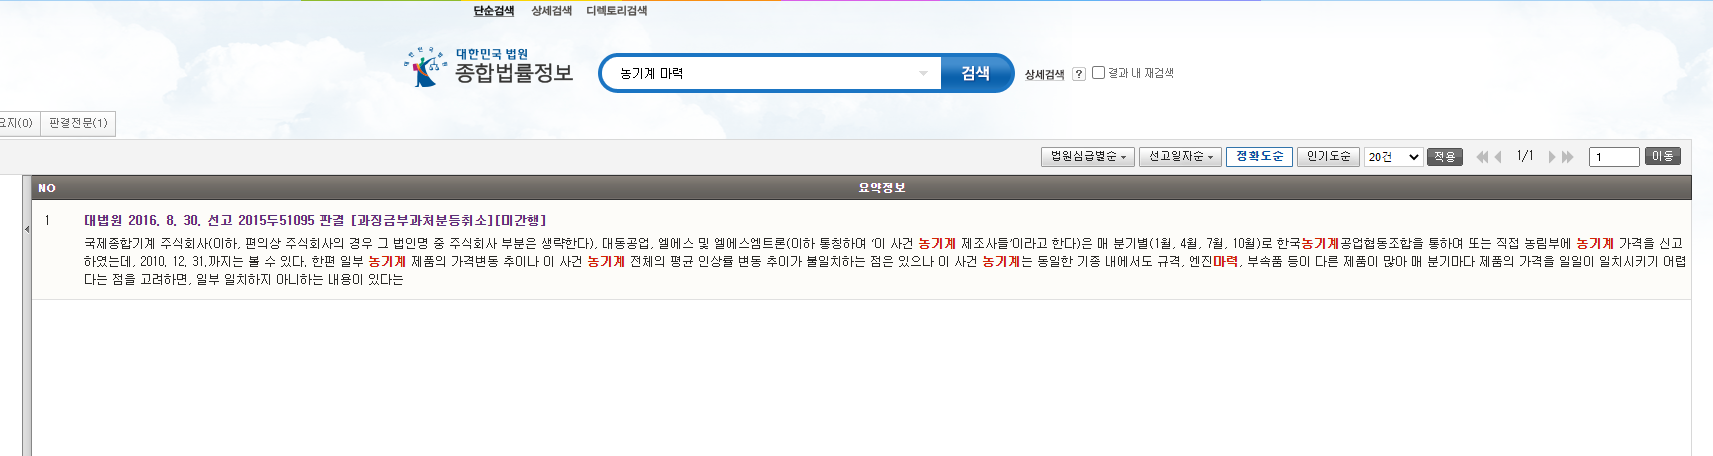 단순검색 상세검색 디렉토리검색
대한민국 법원
종합법률정보
농기계 마력
검색
상세검색 ? 결과 내 재검색
요지(0) 판결전문(1)
법원심급별순 선고일자순 정확도순 인기도순 20건 적용 1/1 1 이동
NO 요약정보
1 대법원 2016. 8. 30. 선고 2015두51095 판결 [과징금부과처분등취소][미간행]
국제종합기계 주식회사(이하, 편의상 주식회사의 경우 그 법인명 중 주식회사 부분은 생략한다), 대동공업, 엘에스 및 엘에스엠트론(이하 통칭하여 '이 사건 농기계 제조사들'이라고 한다)은 매 분기별(1월, 4월, 7월, 10월)로 한국농기계공업협동조합을 통하여 또는 직접 농림부에 농기계 가격을 신고
하였는데, 2010. 12. 31.까지는 볼 수 있다. 한편 일부 농기계 제품의 가격변동 추이나 이 사건 농기계 전체의 평균 인상률 변동 추이가 불일치하는 점은 있으나 이 사건 농기계는 동일한 기종 내에서도 규격, 엔진마력, 부속품 등이 다른 제품이 많아 매 분기마다 제품의 가격을 일일이 일치시키기 어렵
다는 점을 고려하면, 일부 일치하지 아니하는 내용이 있다는